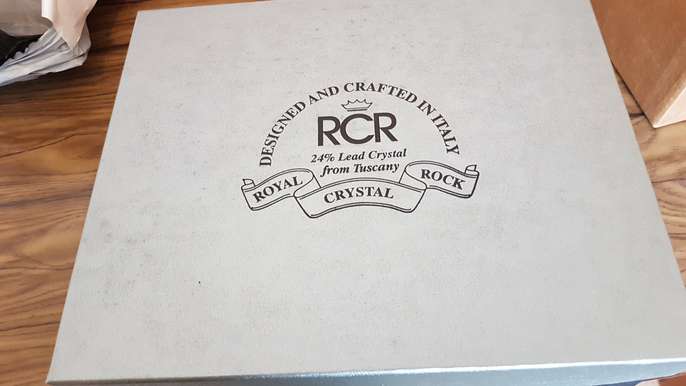 DESIGNED AND CRAFTED IN ITALY
RCR
24% Lead Crystal
from Tuscany
ROYAL CRYSTAL ROCK